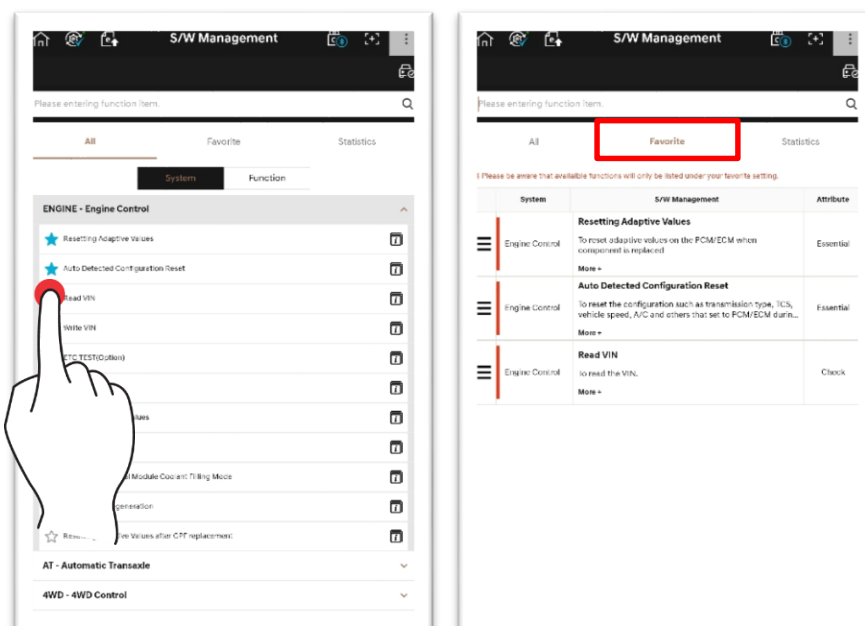 S/W Management
Please entering function item.
All
Favorite
Statistics
System
Function
ENGINE - Engine Control
Resetting Adaptive Values
Auto Detected Configuration Reset
Read VIN
Write VIN
ETC TEST(Option)
Module Coolant Filling Mode
Values after GPF replacement
AT - Automatic Transaxle
4WD - 4WD Control
S/W Management
Please entering function item.
All
Favorite
Statistics
Please be aware that available functions will only be listed under your favorite setting.
System
S/W Management
Attribute
Resetting Adaptive Values
Engine Control
To reset adaptive values on the PCM/ECM when
component is replaced
Essential
More +
Auto Detected Configuration Reset
Engine Control
To reset the configuration such as transmission type, TCS,
vehicle speed, A/C and others that set to PCM/ECM durin...
Essential
More +
Read VIN
Engine Control
To read the VIN.
Check
More +